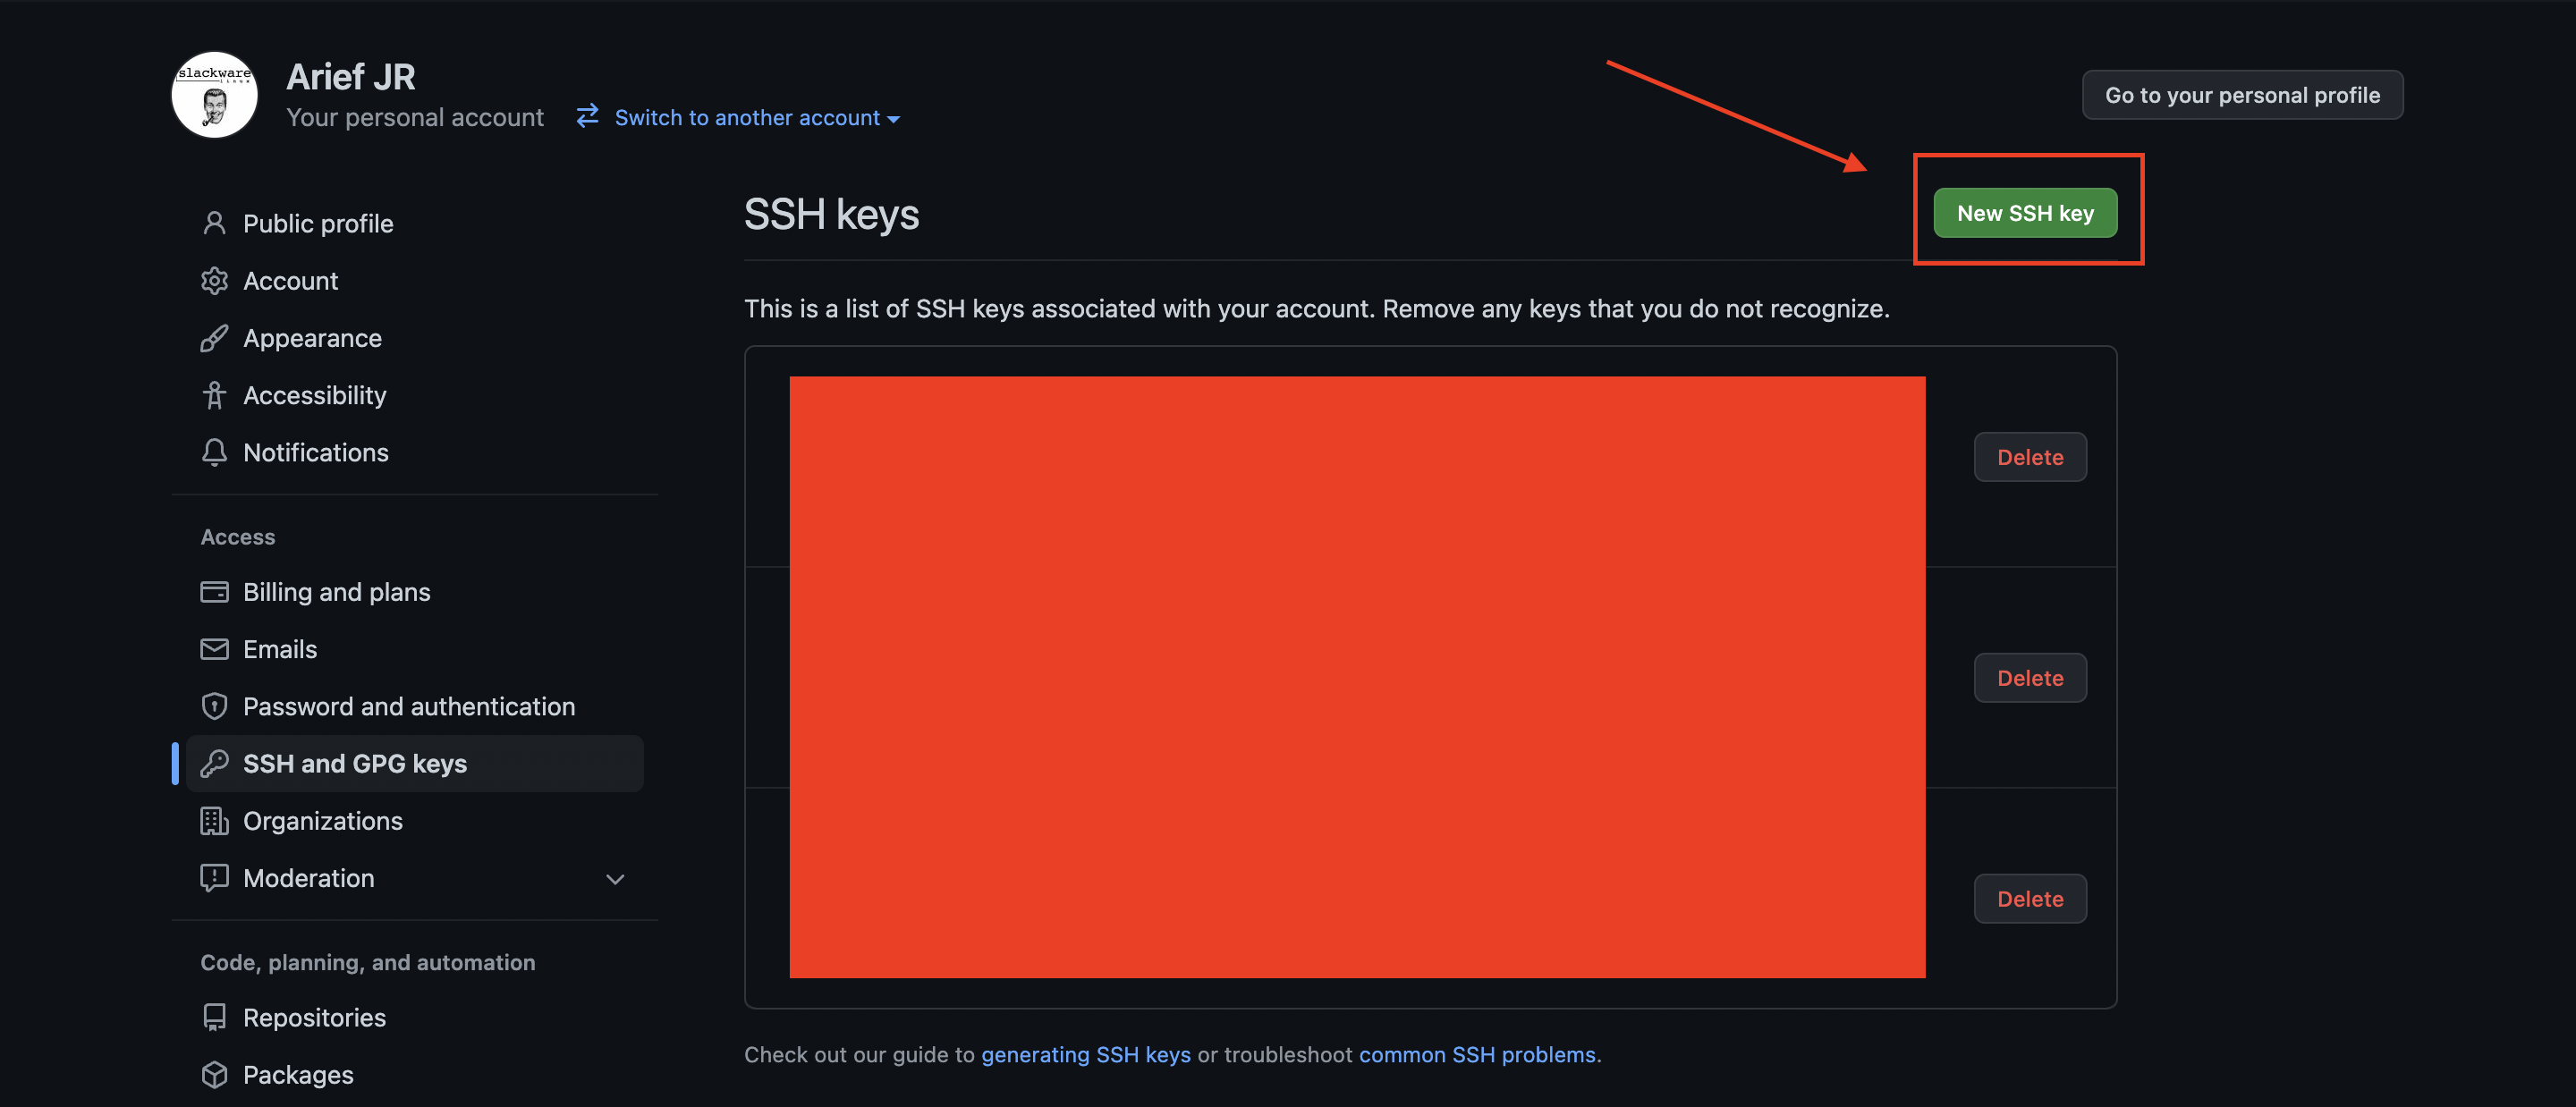 slackware
linux
Arief JR
Your personal account
Switch to another account
Go to your personal profile
Public profile
Account
Appearance
Accessibility
Notifications
Access
Billing and plans
Emails
Password and authentication
SSH and GPG keys
Organizations
Moderation
Code, planning, and automation
Repositories
Packages
SSH keys
New SSH key
This is a list of SSH keys associated with your account. Remove any keys that you do not recognize.
Delete
Delete
Delete
Check out our guide to generating SSH keys or troubleshoot common SSH problems.